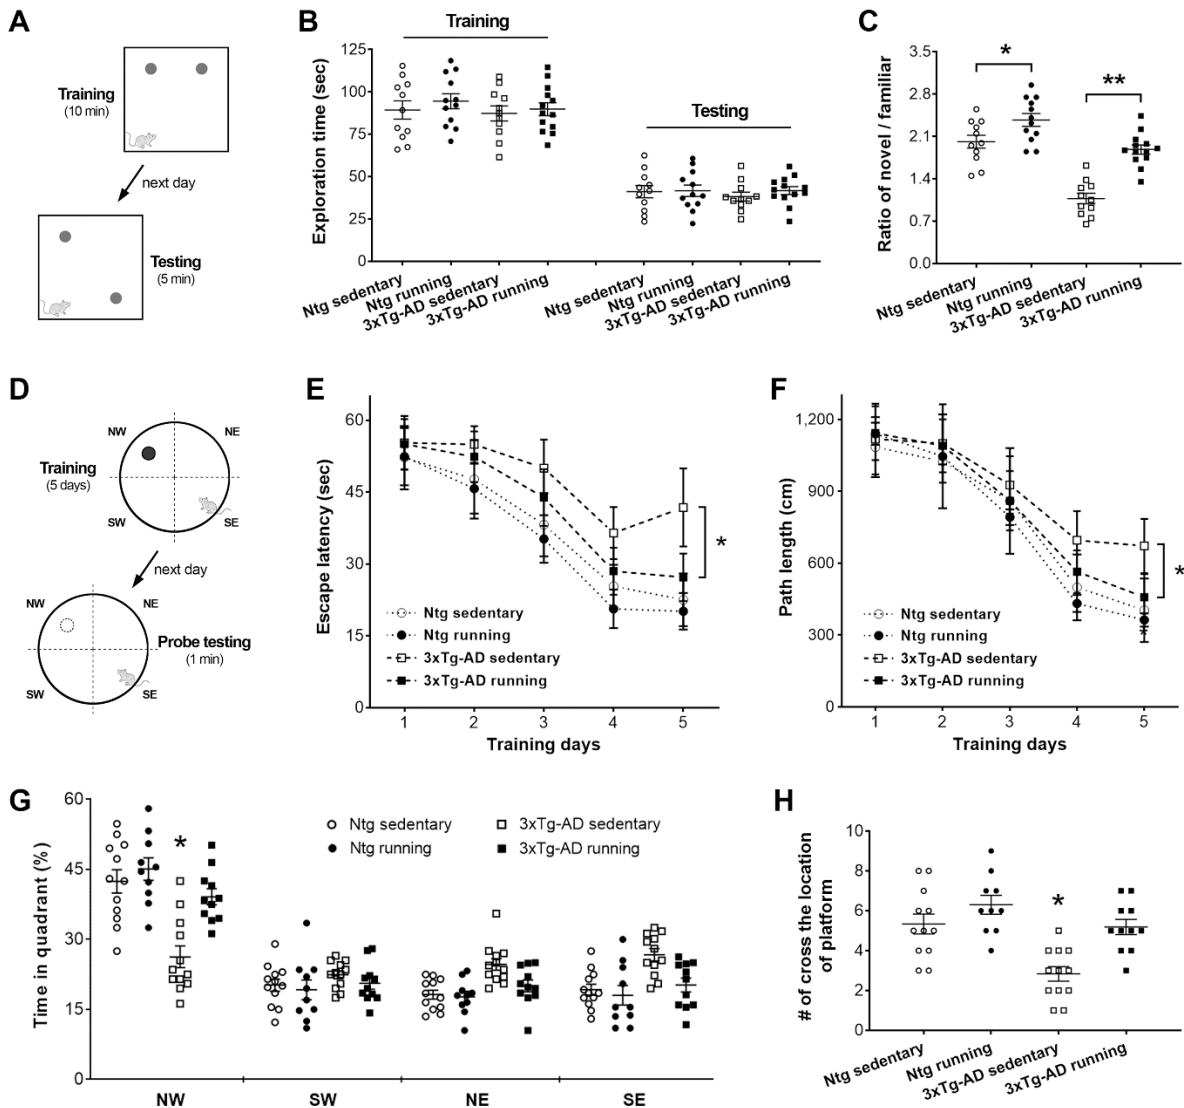 A
Training
(10 min)
next day
Testing
(5 min)
B
Training
Testing
Exploration time (sec)
125
100
75
50
25
0
Ntg sedentary
Ntg running
3xTg-AD sedentary
3xTg-AD running
Ntg sedentary
Ntg running
3xTg-AD sedentary
3xTg-AD running
C
Ratio of novel / familiar
3.5
2.8
2.1
1.4
0.7
0.0
*
**
Ntg sedentary
Ntg running
3xTg-AD sedentary
3xTg-AD running
D
NW
NE
Training
(5 days)
SW
SE
next day
NW
NE
Probe testing
(1 min)
SW
SE
E
Escape latency (sec)
60
45
30
15
0
*
Ntg sedentary
Ntg running
3xTg-AD sedentary
3xTg-AD running
1 2 3 4 5
Training days
F
Path length (cm)
1,200
900
600
300
0
*
Ntg sedentary
Ntg running
3xTg-AD sedentary
3xTg-AD running
1 2 3 4 5
Training days
G
Time in quadrant (%)
60
45
30
15
0
*
Ntg sedentary
Ntg running
3xTg-AD sedentary
3xTg-AD running
NW SW NE SE
H
# of cross the location
of platform
10
8
6
4
2
0
*
Ntg sedentary
Ntg running
3xTg-AD sedentary
3xTg-AD running